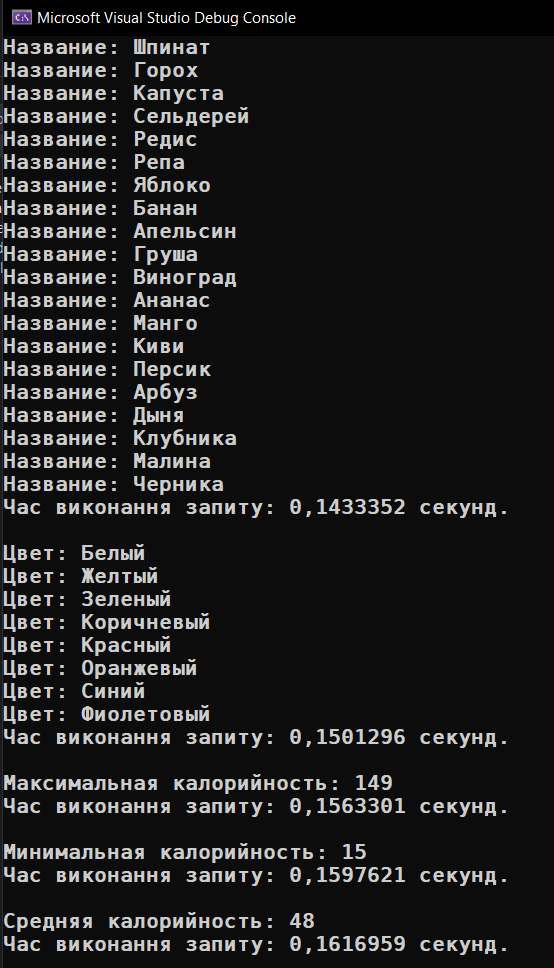 Microsoft Visual Studio Debug Console
Название: Шпинат
Название: Горох
Название: Капуста
Название: Сельдерей
Название: Редис
Название: Репа
Название: Яблоко
Название: Банан
Название: Апельсин
Название: Груша
Название: Виноград
Название: Ананас
Название: Манго
Название: Киви
Название: Персик
Название: Арбуз
Название: Дыня
Название: Клубника
Название: Малина
Название: Черника
Час виконання запиту: 0,1433352 секунд.
Цвет: Белый
Цвет: Желтый
Цвет: Зеленый
Цвет: Коричневый
Цвет: Красный
Цвет: Оранжевый
Цвет: Синий
Цвет: Фиолетовый
Час виконання запиту: 0,1501296 секунд.
Максимальная калорийность: 149
Час виконання запиту: 0,1563301 секунд.
Минимальная калорийность: 15
Час виконання запиту: 0,1597621 секунд.
Средняя калорийность: 48
Час виконання запиту: 0,1616959 секунд.